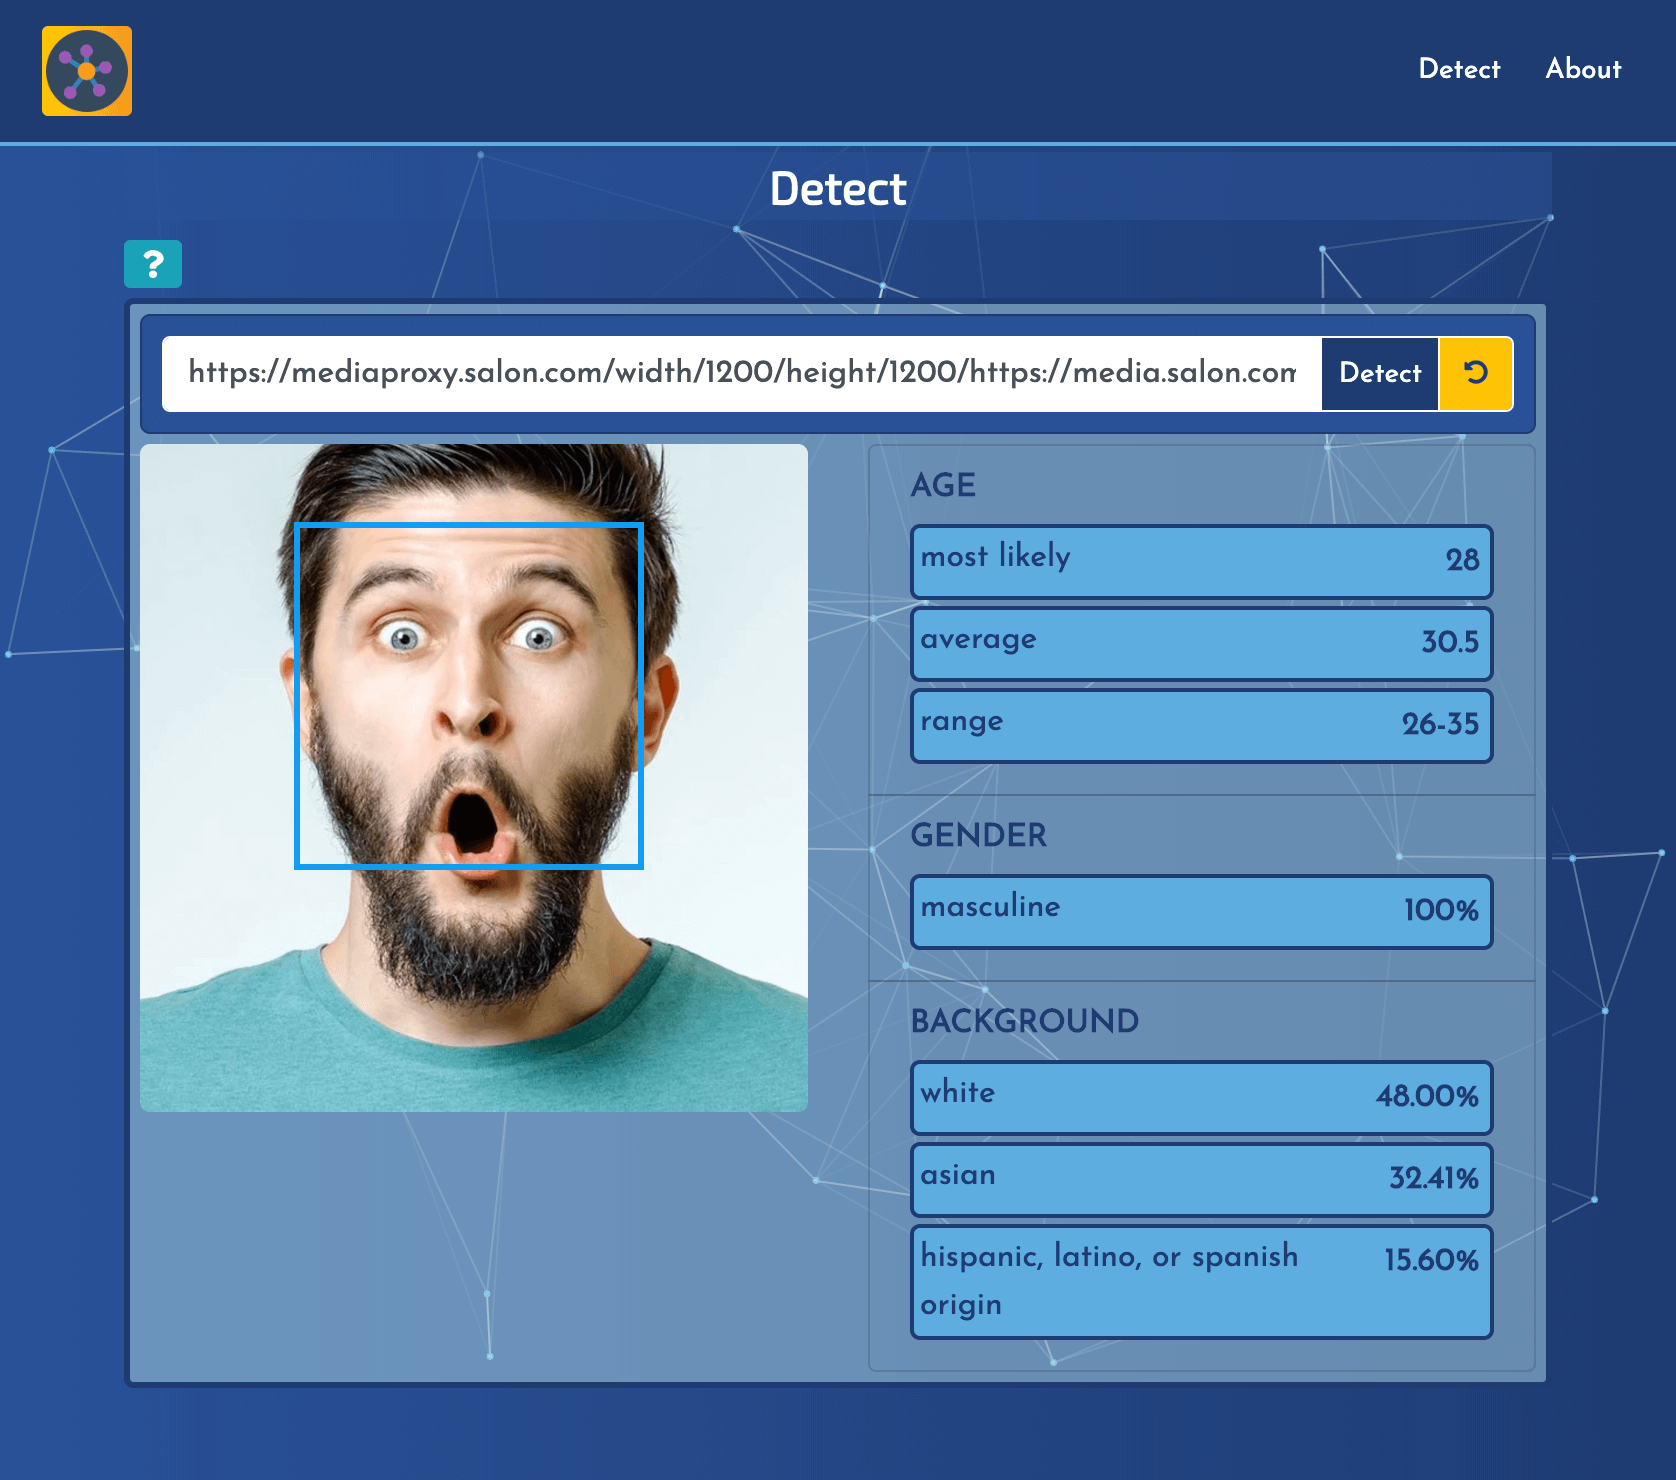 Detect
About
Detect
?
https://mediaproxy.salon.com/width/1200/height/1200/https://media.salon.com
Detect
AGE
most likely 28
average 30.5
range 26-35
GENDER
masculine 100%
BACKGROUND
white 48.00%
asian 32.41%
hispanic, latino, or spanish 15.60%
origin